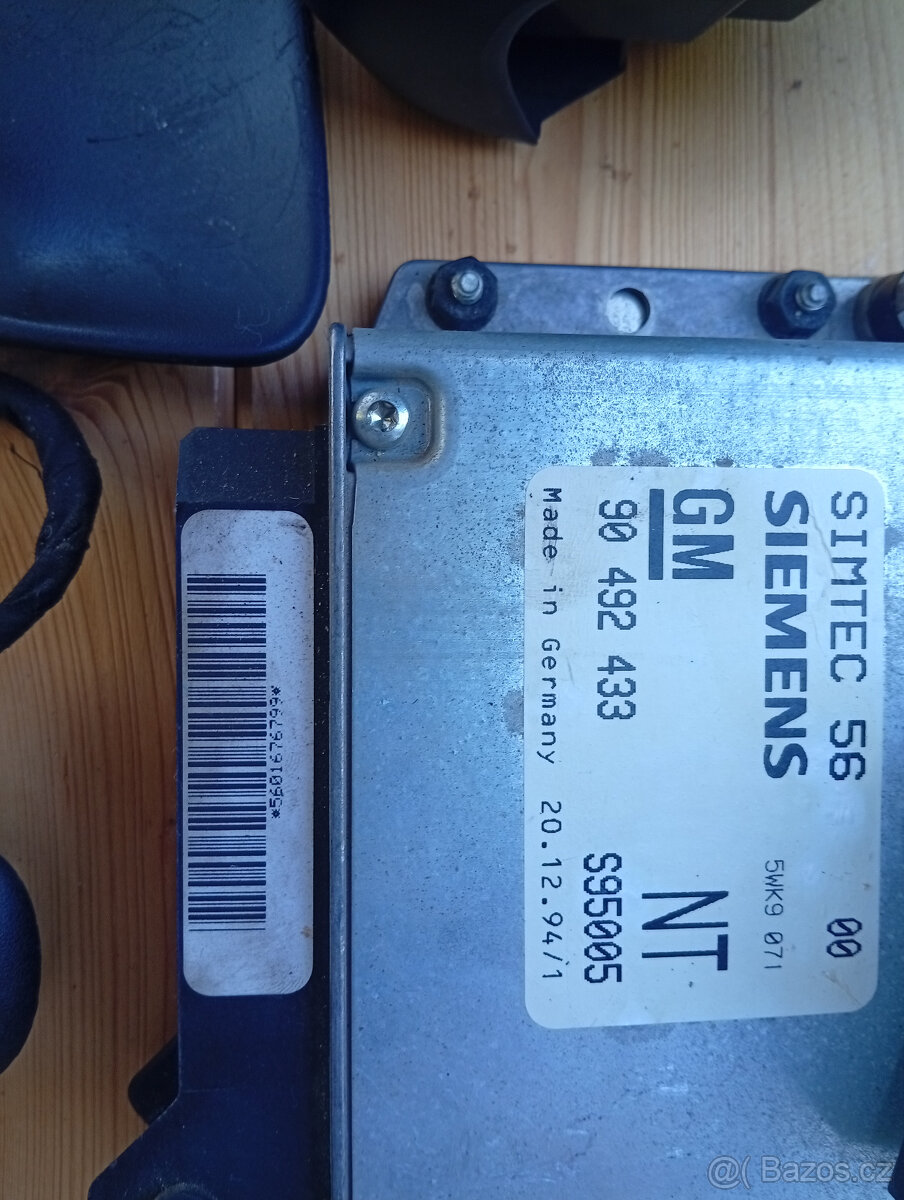 SIMTEC 56 00
SIEMENS 5WK9 071
GM NT
90 492 433 S95005
Made in Germany 20.12.94/1
*5601676799*
@( Bazos.cz